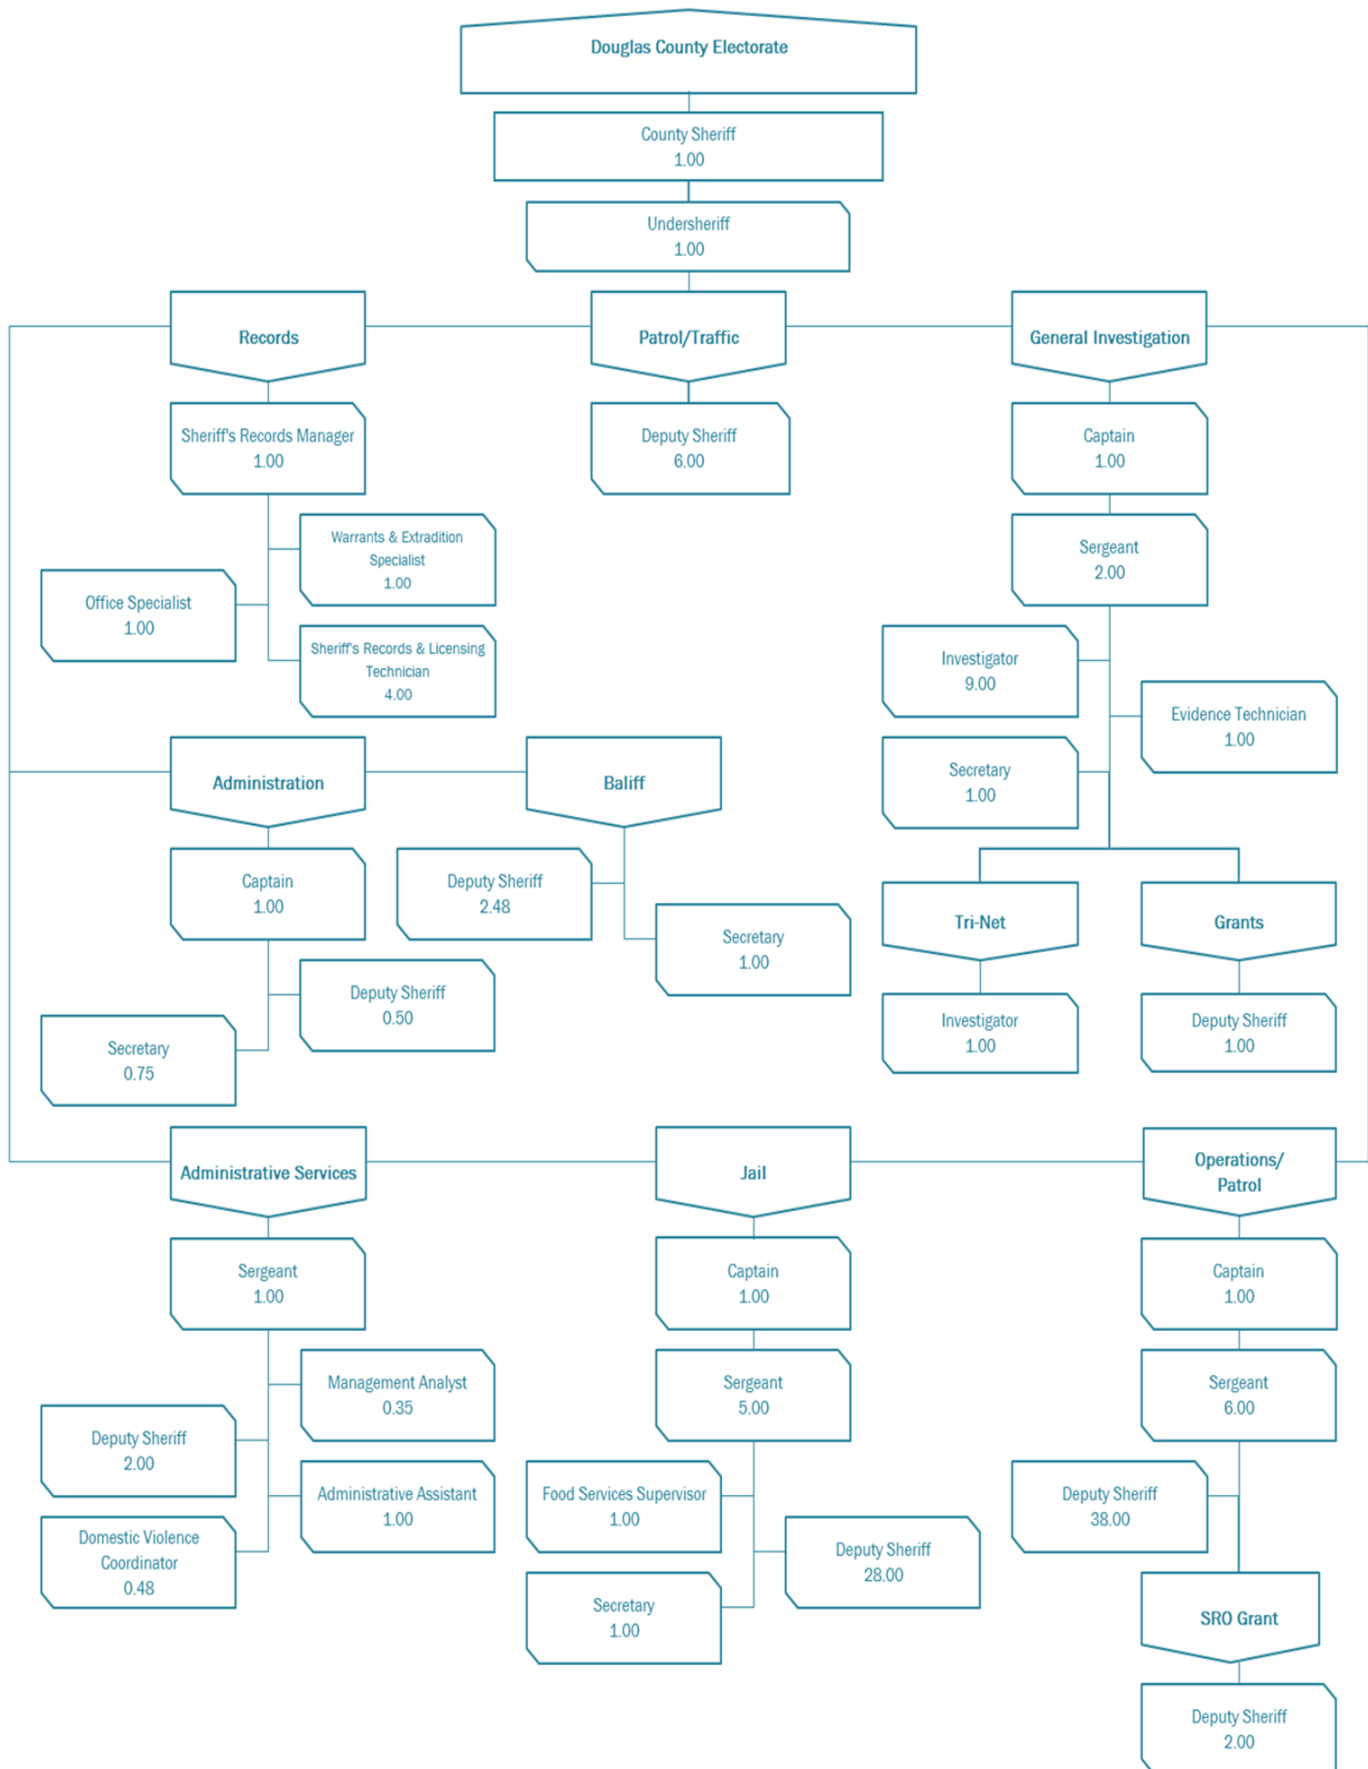 Douglas County Electorate
County Sheriff
1.00
Undersheriff
1.00
Records
Patrol/Traffic
General Investigation
Sheriff's Records Manager
1.00
Deputy Sheriff
6.00
Captain
1.00
Warrants & Extradition
Specialist
1.00
Sergeant
2.00
Office Specialist
1.00
Sheriff's Records & Licensing
Technician
4.00
Investigator
9.00
Evidence Technician
1.00
Secretary
1.00
Administration
Baliff
Captain
1.00
Deputy Sheriff
2.48
Secretary
1.00
Tri-Net
Grants
Deputy Sheriff
0.50
Secretary
0.75
Investigator
1.00
Deputy Sheriff
1.00
Administrative Services
Jail
Operations/
Patrol
Sergeant
1.00
Captain
1.00
Captain
1.00
Management Analyst
0.35
Sergeant
5.00
Sergeant
6.00
Deputy Sheriff
2.00
Administrative Assistant
1.00
Food Services Supervisor
1.00
Deputy Sheriff
38.00
Domestic Violence
Coordinator
0.48
Deputy Sheriff
28.00
Secretary
1.00
SRO Grant
Deputy Sheriff
2.00